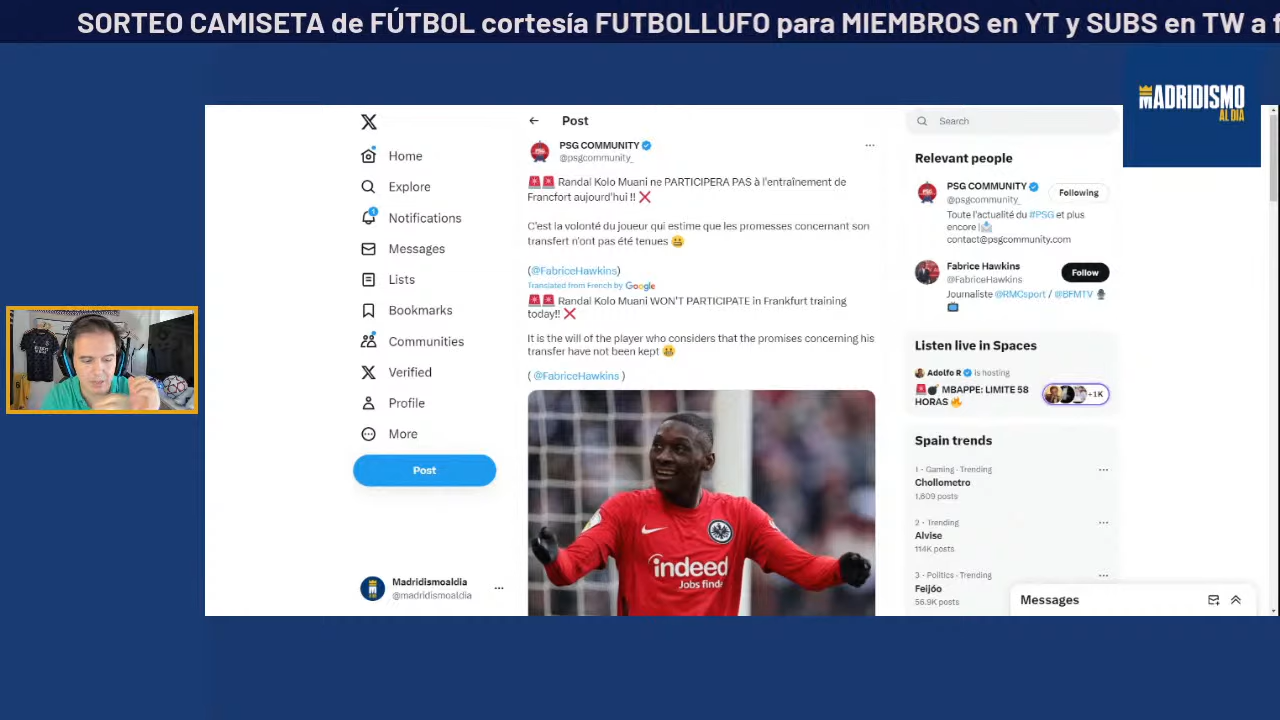 SORTEO CAMISETA de FÚTBOL cortesía FUTBOLLUFO para MIEMBROS en YT y SUBS en TW a f
MADRIDISMO
AL DIA
Home
Explore
Notifications
Messages
Lists
Bookmarks
Communities
Verified
Profile
More
Post
Madridismoaldia
@madridismoaldia
Post
PSG COMMUNITY
@psgcommunity_
🚨🚨 Randal Kolo Muani ne PARTICIPERA PAS à l'entraînement de
Francfort aujourd'hui !! ❌
C'est la volonté du joueur qui estime que les promesses concernant son
transfert n'ont pas été tenues 🤬
(@FabriceHawkins)
Translated from French by Google
🚨🚨 Randal Kolo Muani WON'T PARTICIPATE in Frankfurt training
today!! ❌
It is the will of the player who considers that the promises concerning his
transfer have not been kept 🤬
( @FabriceHawkins )
indeed
Jobs find
Search
Relevant people
PSG COMMUNITY
@psgcommunity_
Following
Toute l'actualité du #PSG et plus
encore |📩
contact@psgcommunity.com
Fabrice Hawkins
@FabriceHawkins
Follow
Journaliste @RMCsport / @BFMTV 🎙️
📺
Listen live in Spaces
Adolfo R is hosting
🚨💣 MBAPPE: LIMITE 58
HORAS 🔥
+1K
Spain trends
1 · Gaming · Trending
Chollometro
1,609 posts
2 · Trending
Alvise
114K posts
3 · Politics · Trending
Feijóo
56.9K posts
Messages